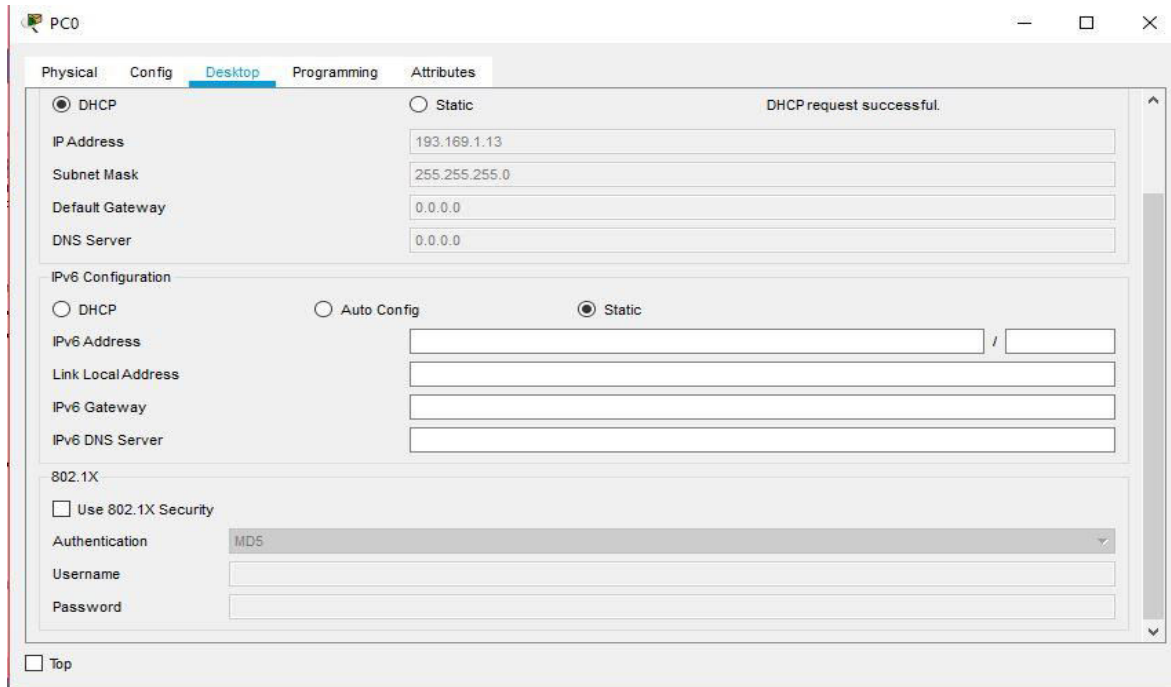 PC0
Physical Config Desktop Programming Attributes
DHCP Static DHCP request successful.
IP Address 193.169.1.13
Subnet Mask 255.255.255.0
Default Gateway 0.0.0.0
DNS Server 0.0.0.0
IPv6 Configuration
DHCP Auto Config Static
IPv6 Address /
Link Local Address
IPv6 Gateway
IPv6 DNS Server
802.1X
Use 802.1X Security
Authentication MD5
Username
Password
Top